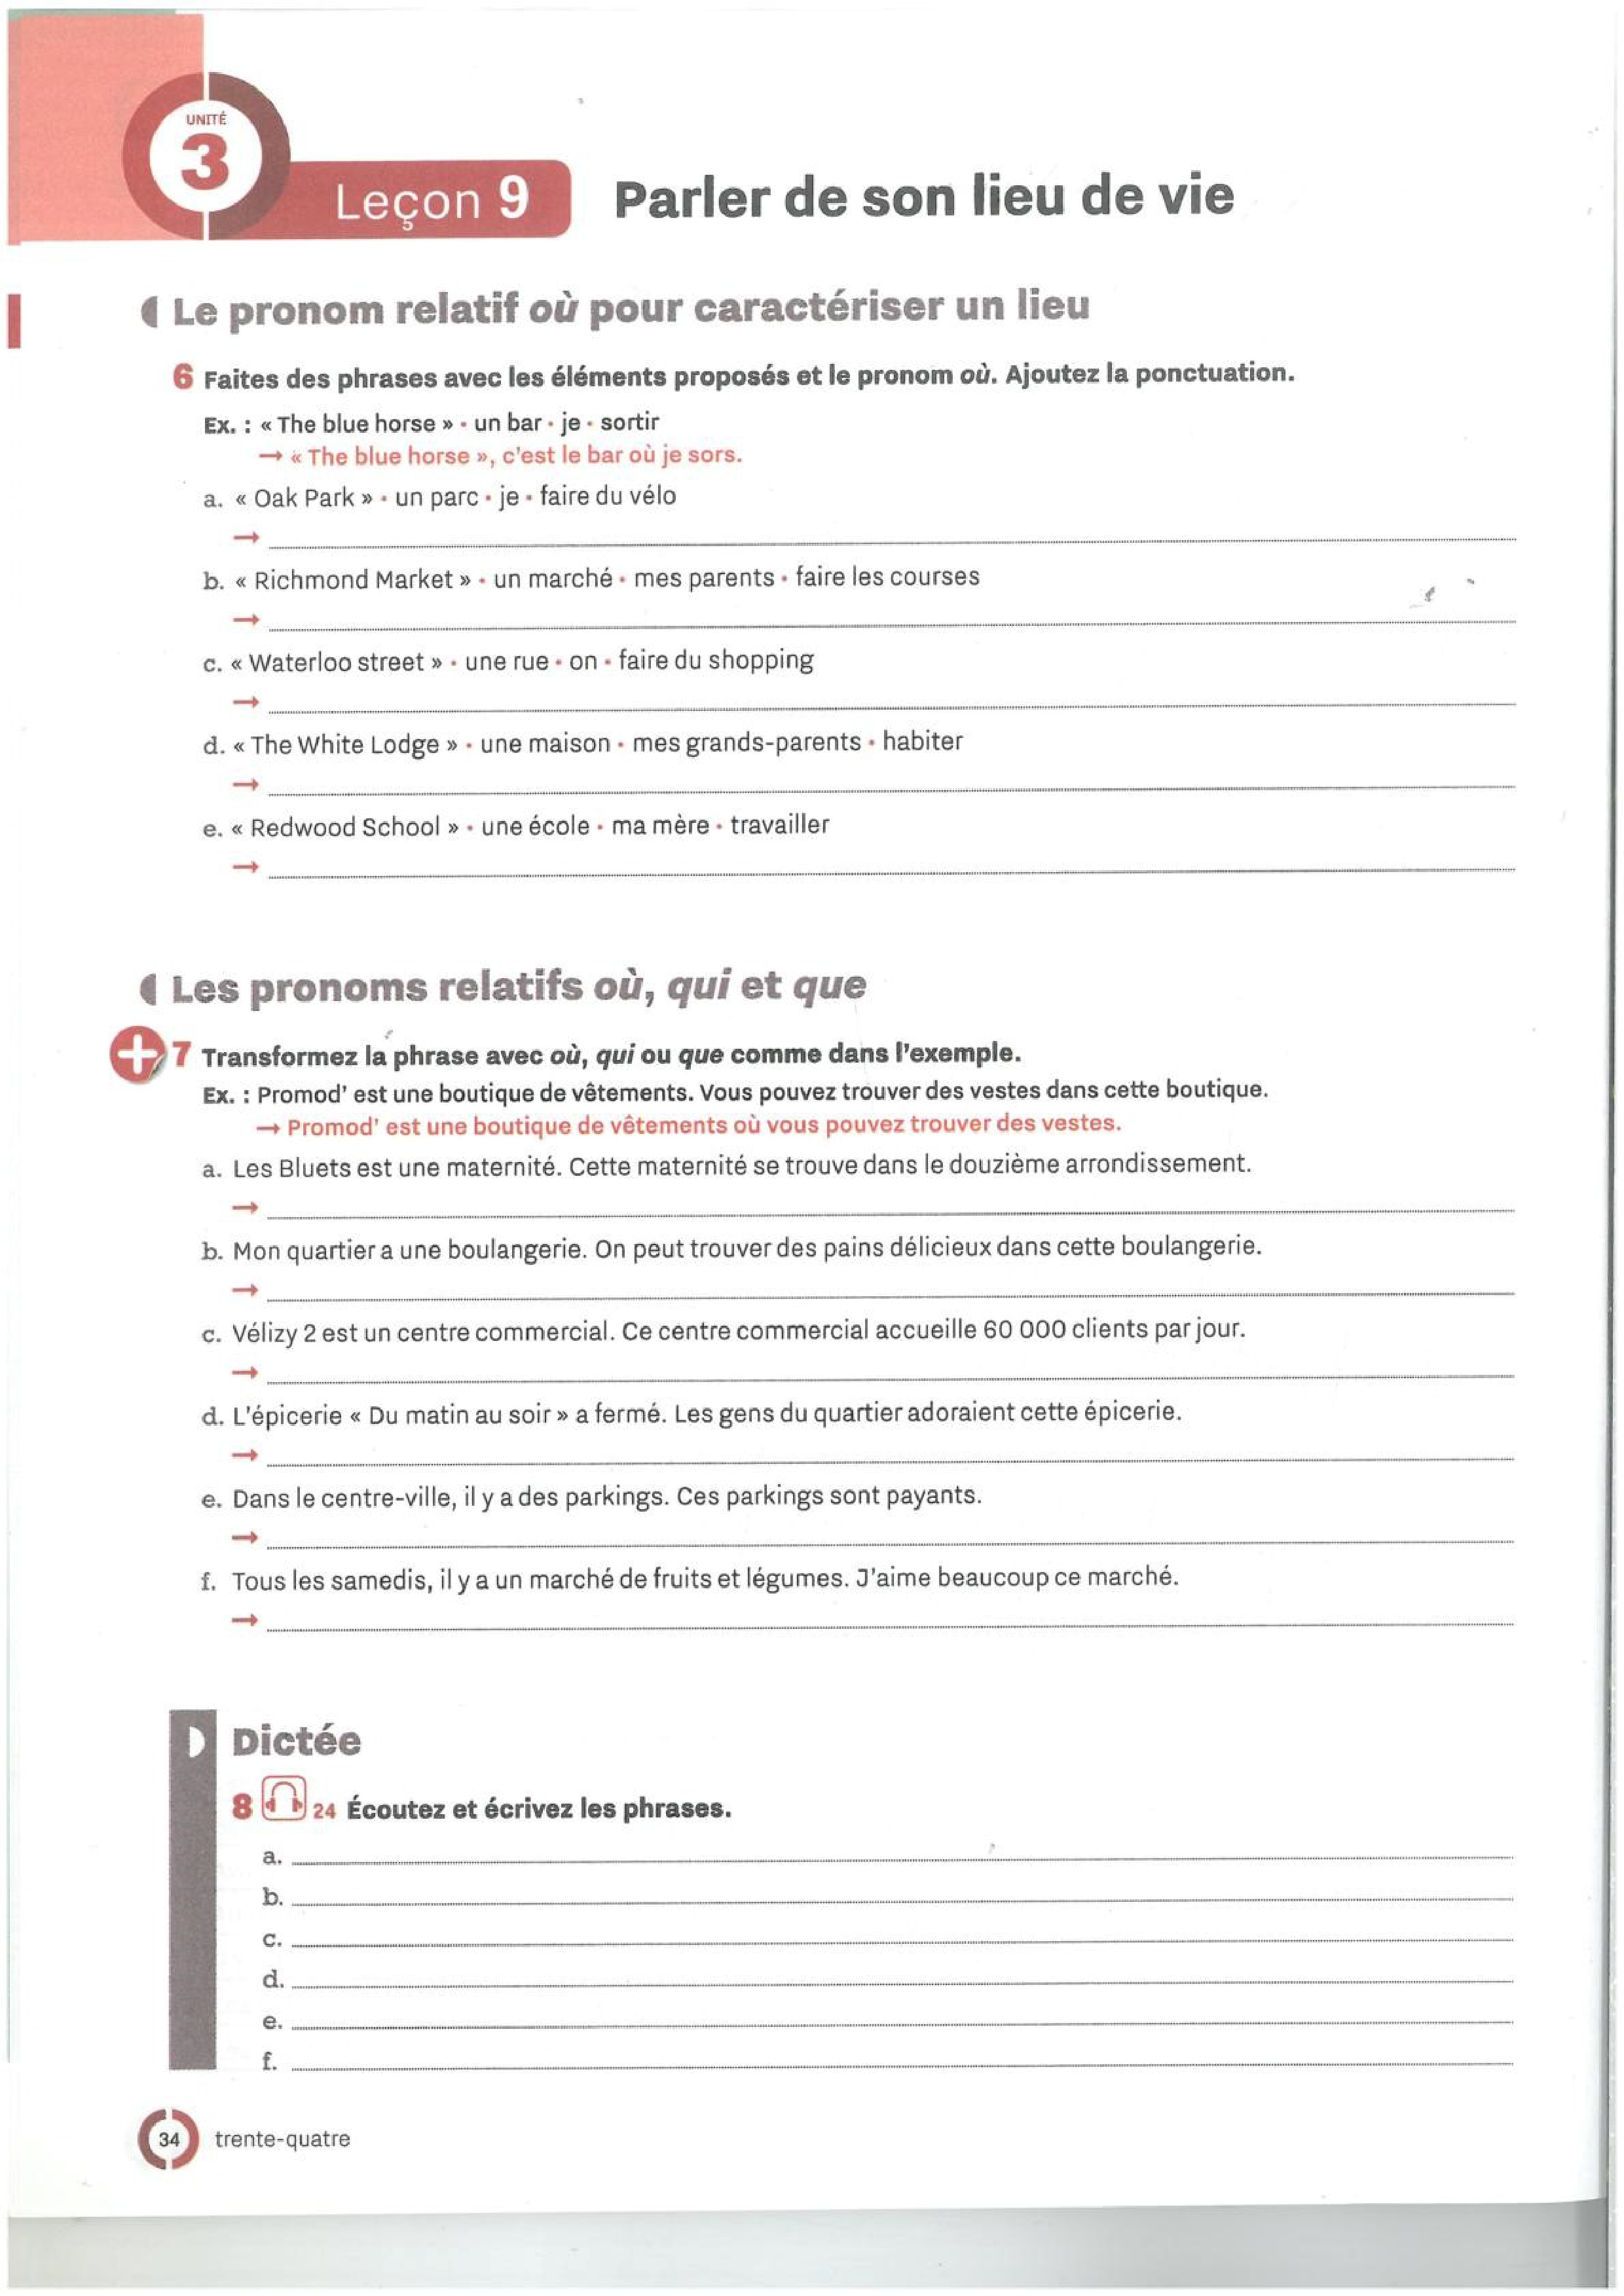 UNITÉ
3
Leçon 9
Parler de son lieu de vie
Le pronom relatif où pour caractériser un lieu
6 Faites des phrases avec les éléments proposés et le pronom où. Ajoutez la ponctuation.
Ex. : « The blue horse » • un bar • je • sortir
→ « The blue horse », c'est le bar où je sors.
a. « Oak Park » • un parc • je • faire du vélo
→
b. « Richmond Market » • un marché • mes parents • faire les courses
→
c. « Waterloo street » • une rue • on • faire du shopping
→
d. « The White Lodge » • une maison • mes grands-parents • habiter
→
e. « Redwood School » • une école • ma mère • travailler
→
Les pronoms relatifs où, qui et que
+ 7 Transformez la phrase avec où, qui ou que comme dans l'exemple.
Ex. : Promod' est une boutique de vêtements. Vous pouvez trouver des vestes dans cette boutique.
→ Promod' est une boutique de vêtements où vous pouvez trouver des vestes.
a. Les Bluets est une maternité. Cette maternité se trouve dans le douzième arrondissement.
→
b. Mon quartier a une boulangerie. On peut trouver des pains délicieux dans cette boulangerie.
→
c. Vélizy 2 est un centre commercial. Ce centre commercial accueille 60 000 clients par jour.
→
d. L'épicerie « Du matin au soir » a fermé. Les gens du quartier adoraient cette épicerie.
→
e. Dans le centre-ville, il y a des parkings. Ces parkings sont payants.
→
f. Tous les samedis, il y a un marché de fruits et légumes. J'aime beaucoup ce marché.
→
Dictée
8 24 Écoutez et écrivez les phrases.
a.
b.
c.
d.
e.
f.
34 trente-quatre